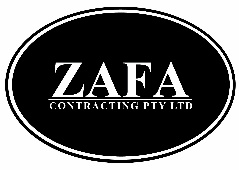 ZAFA
CONTRACTING PTY LTD